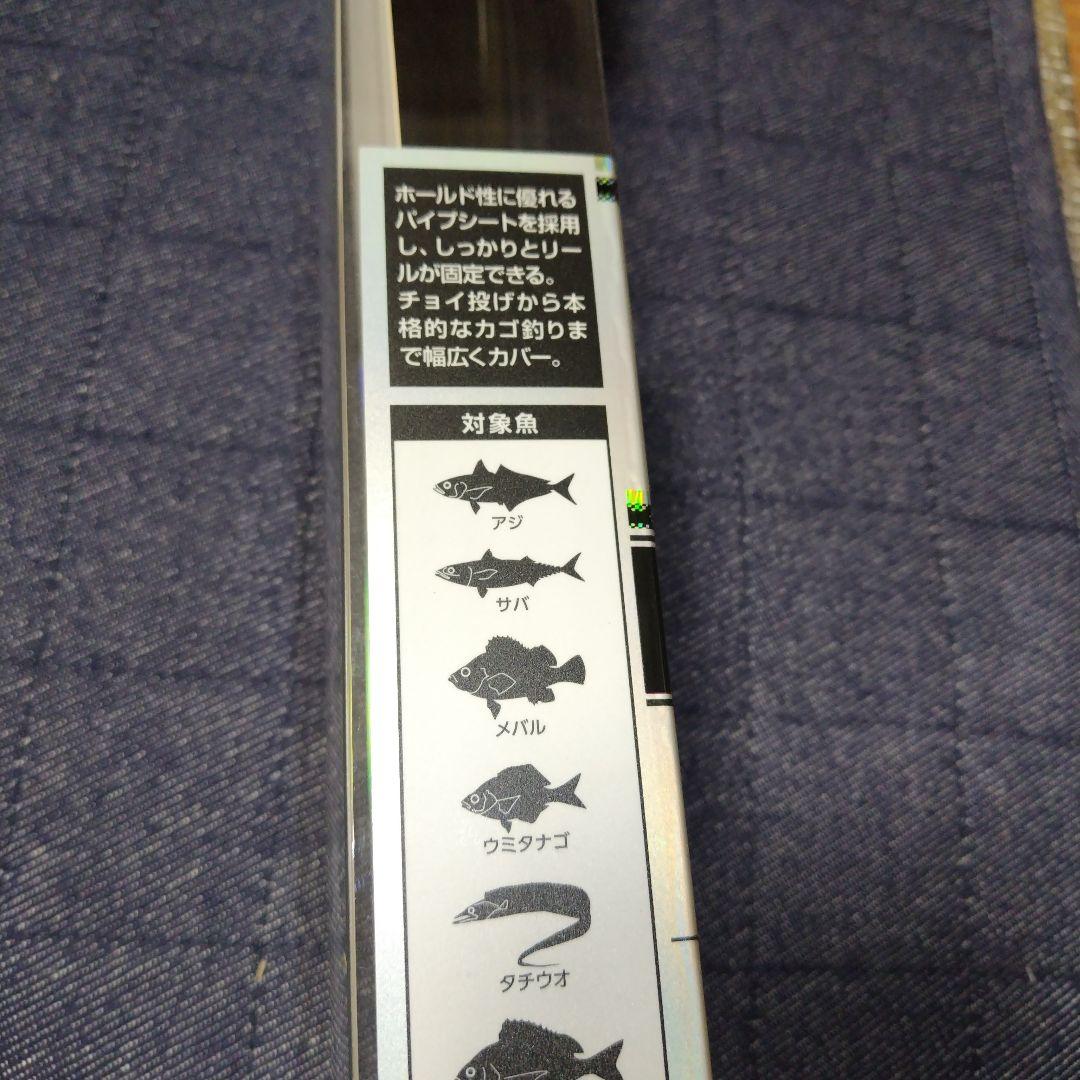 ホールド性に優れる
パイプシートを採用
し、しっかりとリー
ルが固定できる。
チョイ投げから本
格的なカゴ釣りま
で幅広くカバー。
対象魚
アジ
サバ
メバル
ウミタナゴ
タチウオ